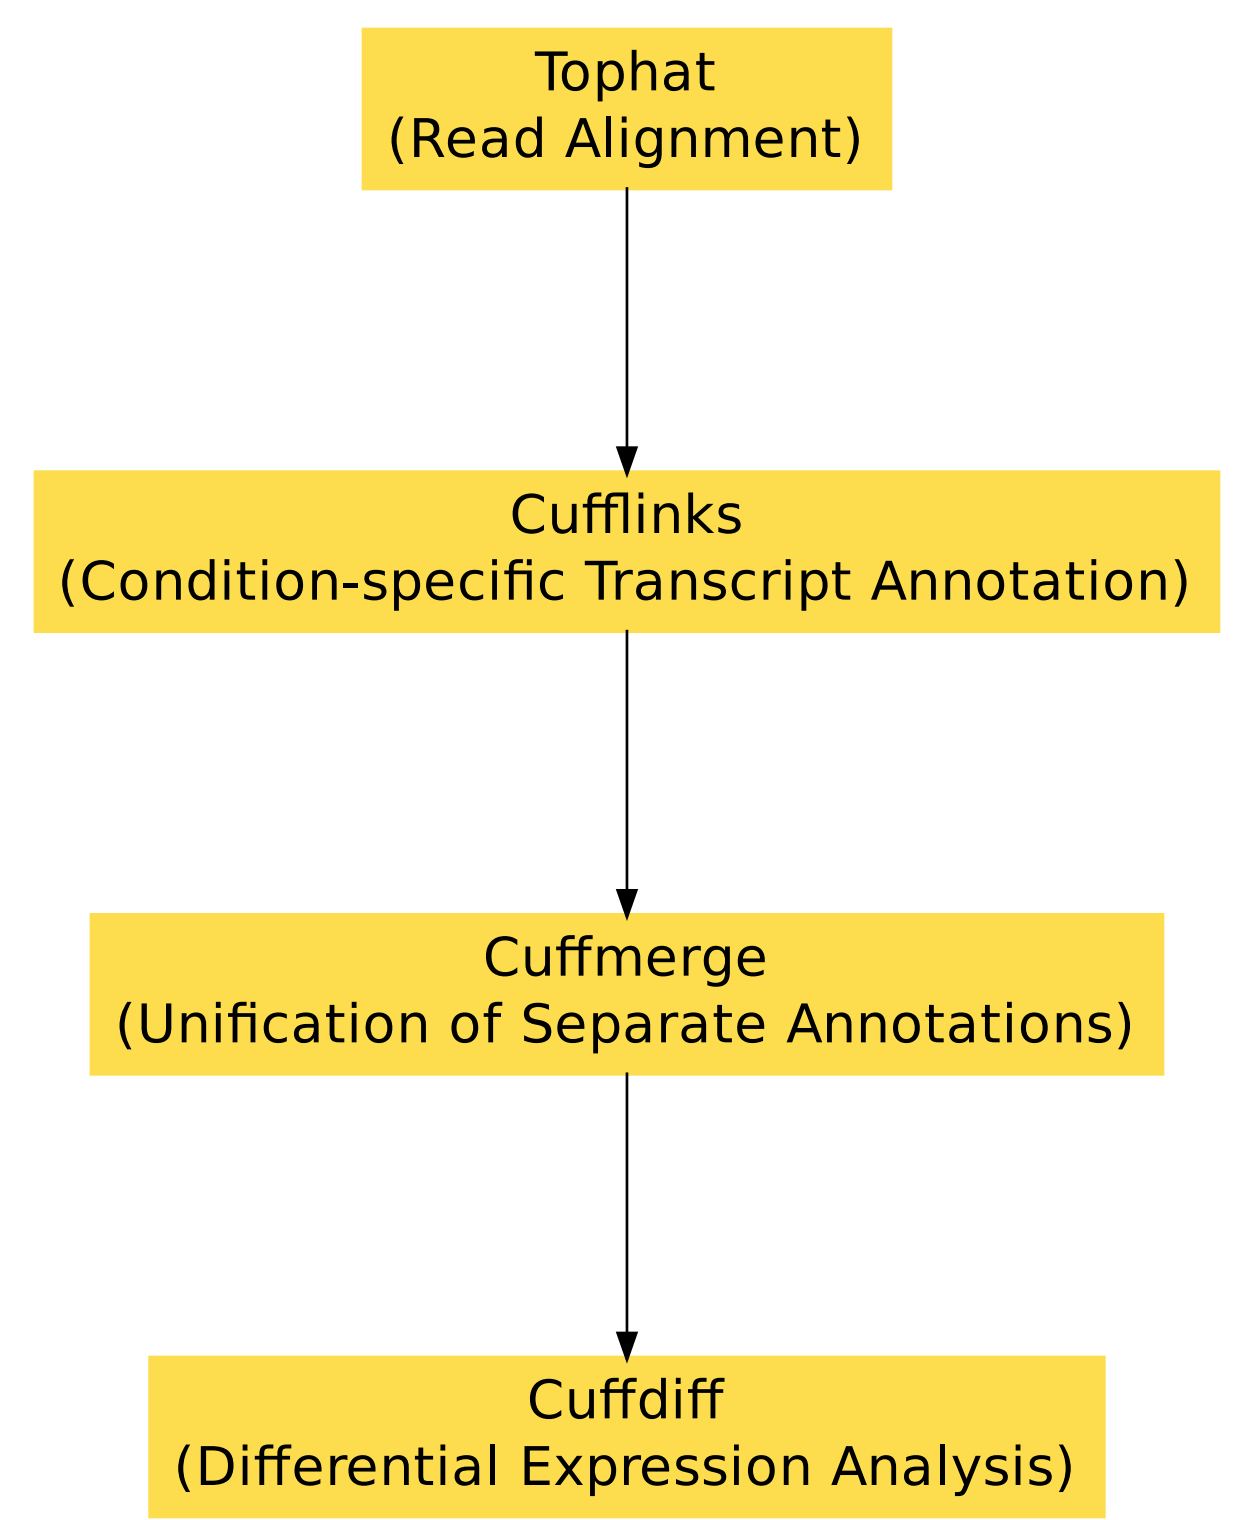 Tophat
(Read Alignment)
Cufflinks
(Condition-specific Transcript Annotation)
Cuffmerge
(Unification of Separate Annotations)
Cuffdiff
(Differential Expression Analysis)